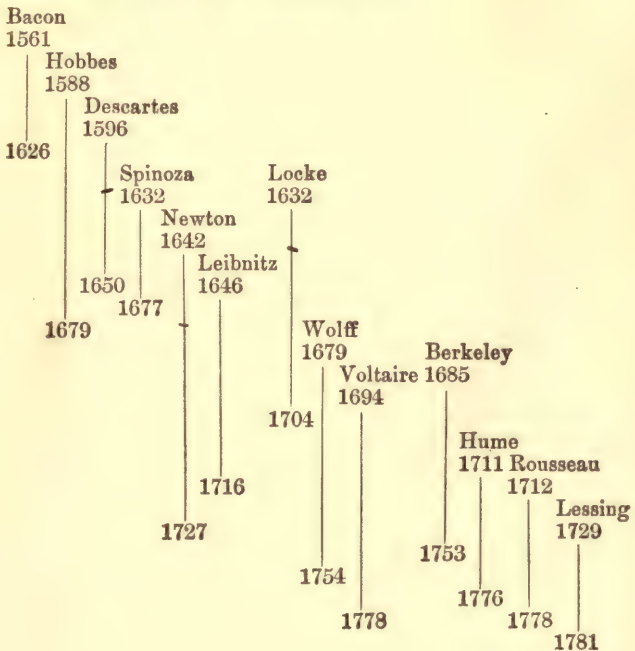 Bacon
1561
Hobbes
1588
Descartes
1596
1626
Spinoza
1632
Locke
1632
Newton
1642
Leibnitz
1646
1650
1677
1679
Wolff
1679
Berkeley
1685
Voltaire
1694
1704
Hume
1711
Rousseau
1712
1716
Lessing
1729
1727
1753
1754
1776
1778
1778
1781